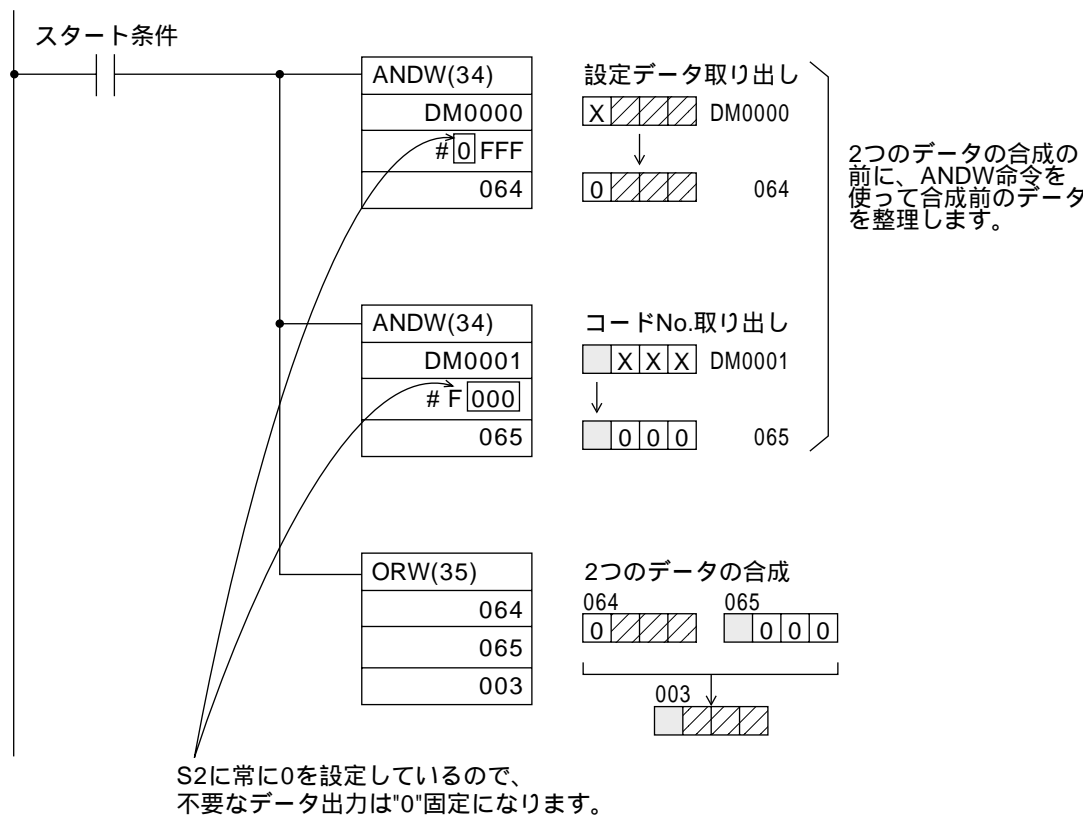 スタート条件
ANDW(34)
DM0000
#0FFF
064
設定データ取り出し
X DM0000
0 064
2つのデータの合成の
前に、ANDW命令を
使って合成前のデータ
を整理します。
ANDW(34)
DM0001
#F000
065
コードNo.取り出し
X X X DM0001
0 0 0 065
ORW(35)
064
065
003
2つのデータの合成
064 065
0 0 0 0
003
S2に常に0を設定しているので、
不要なデータ出力は"0"固定になります。